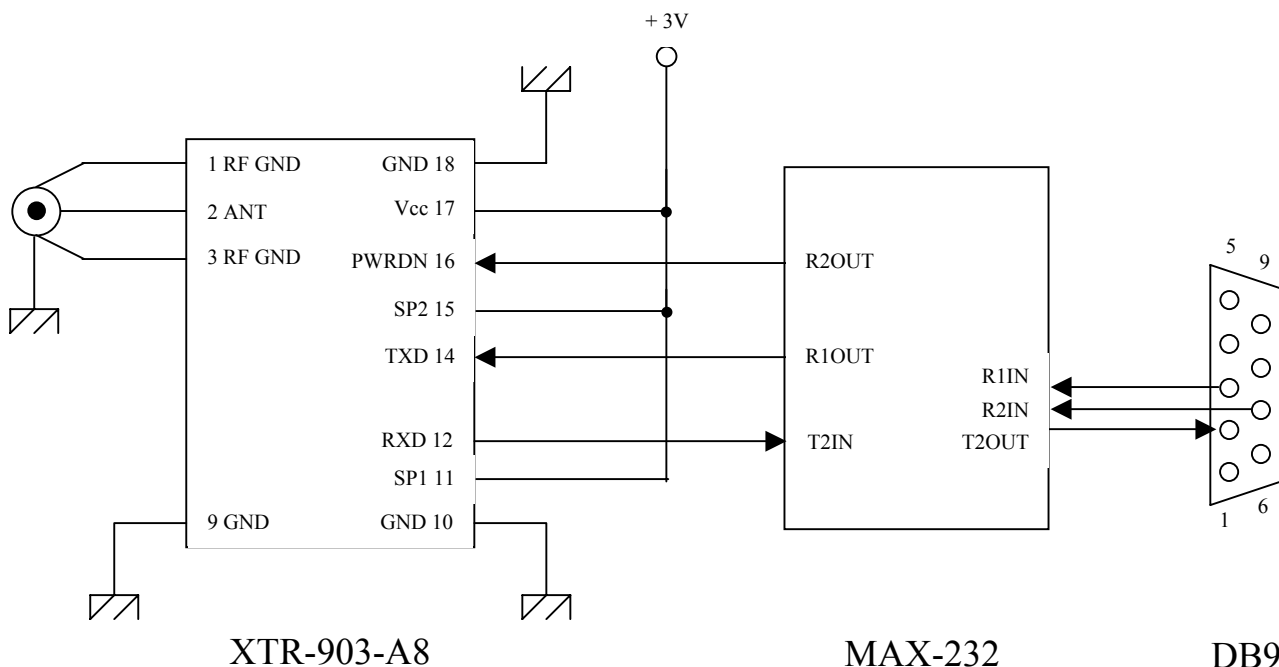 + 3V
1 RF GND
2 ANT
3 RF GND
9 GND
GND 18
Vcc 17
PWRDN 16
SP2 15
TXD 14
RXD 12
SP1 11
GND 10
R2OUT
R1OUT
T2IN
R1IN
R2IN
T2OUT
5
9
1
6
XTR-903-A8
MAX-232
DB9